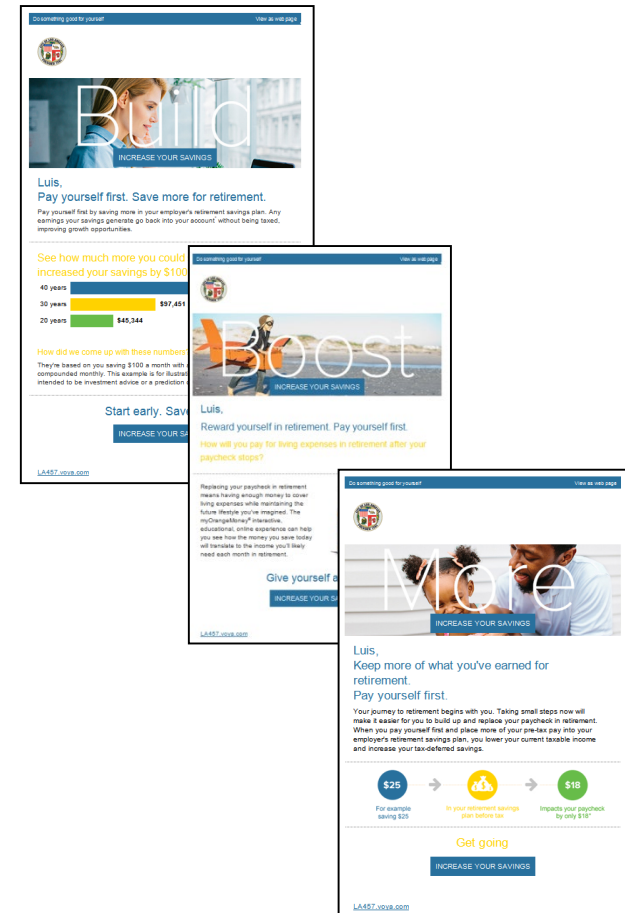 Do something good for yourself
View as web page
Build
INCREASE YOUR SAVINGS
Luis,
Pay yourself first. Save more for retirement.
Pay yourself first by saving more in your employer's retirement savings plan. Any
earnings your savings generate go back into your account* without being taxed,
improving growth opportunities.
See how much more you could
increased your savings by $100
40 years
30 years
$97,451
20 years
$45,344
How did we come up with these numbers
They're based on you saving $100 a month with
compounded monthly. This example is for
intended to be investment advice or a prediction
Start early. Save
INCREASE YOUR
LA457.voya.com
Do something good for yourself
View as web page
Boost
INCREASE YOUR SAVINGS
Luis,
Reward yourself in retirement. Pay yourself first.
How will you pay for living expenses in retirement after your
paycheck stops?
Replacing your paycheck in retirement
means having enough money to cover
living expenses while maintaining the
future lifestyle you've imagined. The
myOrangeMoney® interactive,
educational, online experience can help
you see how the money you save today
will translate to the income you'll likely
need each month in retirement.
Give yourself a
INCREASE YOUR
LA457.voya.com
Do something good for yourself
View as web page
More
INCREASE YOUR SAVINGS
Luis,
Keep more of what you've earned for
retirement.
Pay yourself first.
Your journey to retirement begins with you. Taking small steps now will
make it easier for you to build up and replace your paycheck in retirement.
When you pay yourself first and place more of your pre-tax pay into your
employer's retirement savings plan, you lower your current taxable income
and increase your tax-deferred savings.
$25
$18
For example
saving $25
In your retirement savings
plan before tax
Impacts your paycheck
by only $18*
Get going
INCREASE YOUR SAVINGS
LA457.voya.com